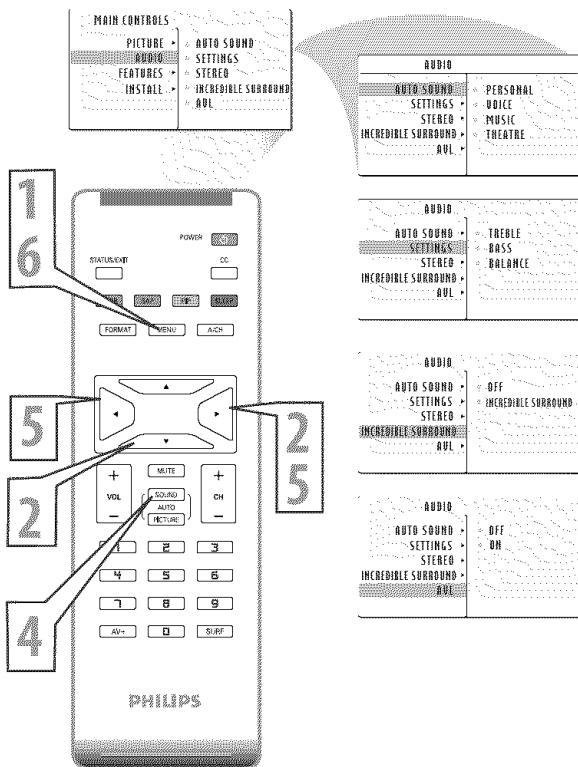 MAIN CONTROLS
PICTURE
AUDIO
FEATURES
INSTALL
AUTO SOUND
SETTINGS
STEREO
INCREDIBLE SURROUND
AVL
AUDIO
AUTO SOUND
SETTINGS
STEREO
INCREDIBLE SURROUND
AVL
PERSONAL
VOICE
MUSIC
THEATRE
AUDIO
AUTO SOUND
SETTINGS
STEREO
INCREDIBLE SURROUND
AVL
TREBLE
BASS
BALANCE
AUDIO
AUTO SOUND
SETTINGS
STEREO
INCREDIBLE SURROUND
AVL
OFF
INCREDIBLE SURROUND
AUDIO
AUTO SOUND
SETTINGS
STEREO
INCREDIBLE SURROUND
AVL
OFF
ON
1
6
5
2
4
2
5
POWER
STATUS/EXIT
CC
SLEEP
FORMAT
MENU
A/CH
+
VOL
−
MUTE
SOUND
AUTO
PICTURE
+
CH
−
1 2 3
4 5 6
7 8 9
AV+ 0 SURF
PHILIPS